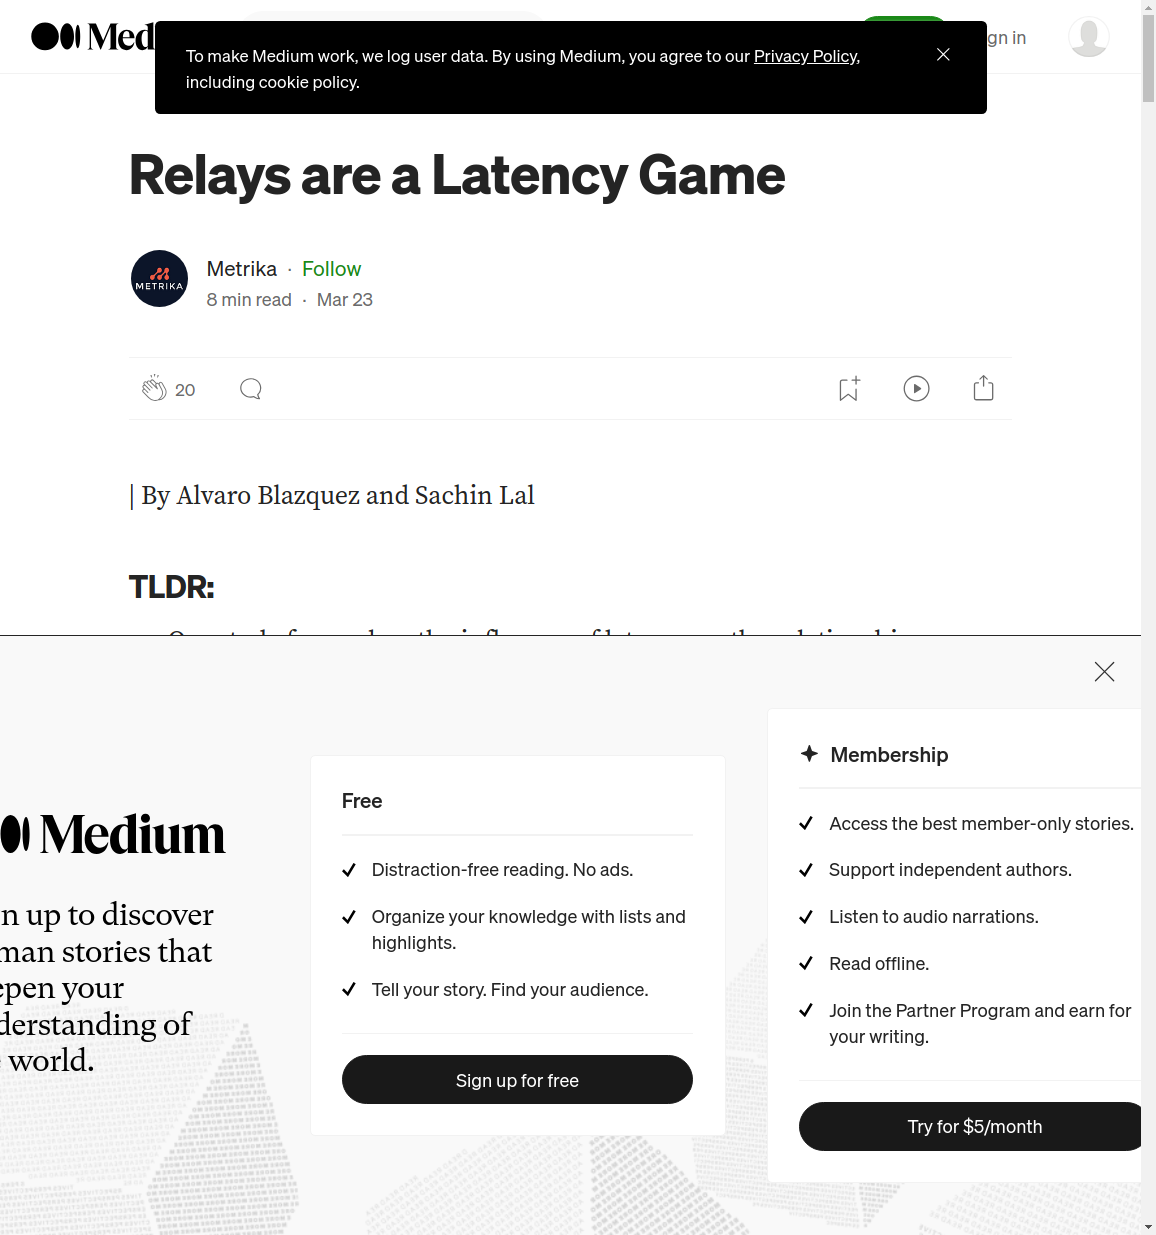 Med
To make Medium work, we log user data. By using Medium, you agree to our Privacy Policy,
including cookie policy.
gn in
Relays are a Latency Game
METRIKA
Metrika · Follow
8 min read · Mar 23
20
| By Alvaro Blazquez and Sachin Lal
TLDR:
Free
Distraction-free reading. No ads.
Organize your knowledge with lists and
highlights.
Tell your story. Find your audience.
Sign up for free
Membership
Access the best member-only stories.
Support independent authors.
Listen to audio narrations.
Read offline.
Join the Partner Program and earn for
your writing.
Try for $5/month
Medium
n up to discover
man stories that
epen your
derstanding of
world.